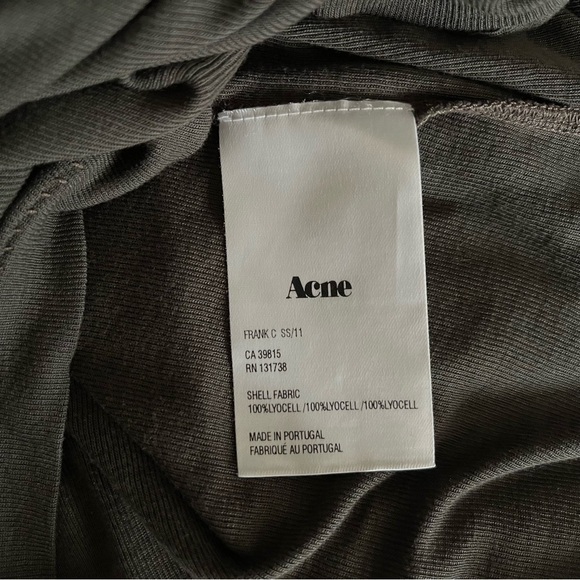 Acne
FRANK C SS/11
CA 39815
RN 131738
SHELL FABRIC
100%LYOCELL /100%LYOCELL /100%LYOCELL
MADE IN PORTUGAL
FABRIQUÉ AU PORTUGAL